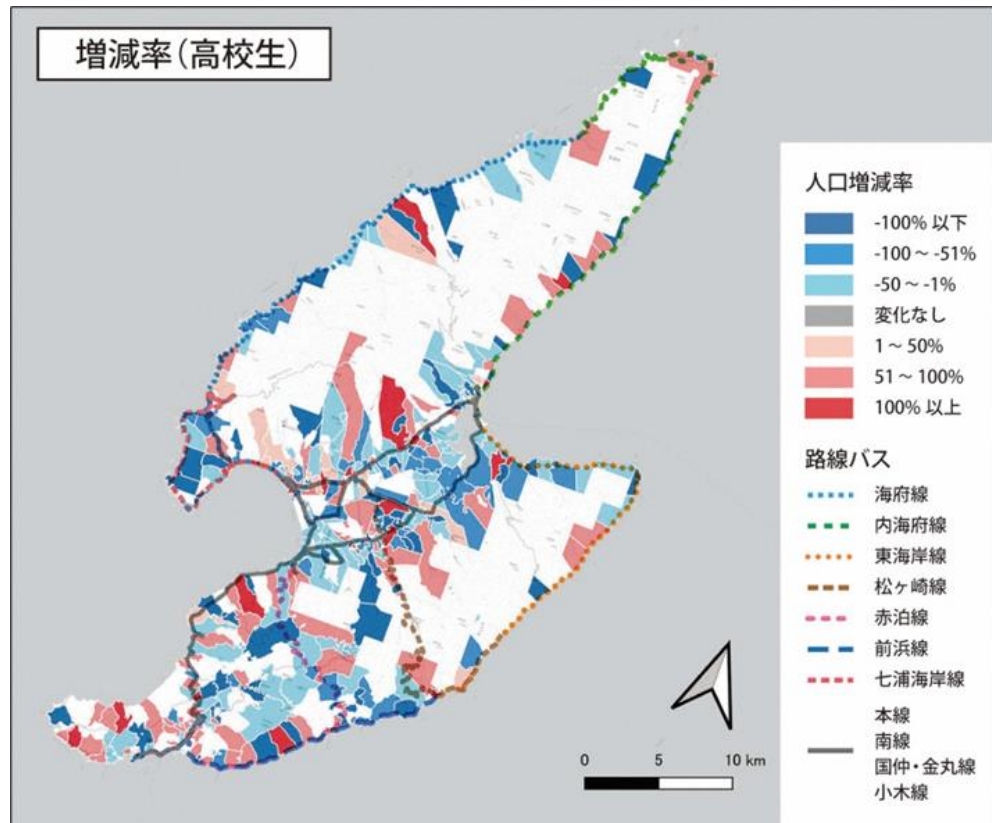 増減率（高校生）
人口増減率
-100% 以下
-100 ～ -51%
-50 ～ -1%
変化なし
1 ～ 50%
51 ～ 100%
100% 以上
路線バス
海府線
内海府線
東海岸線
松ヶ崎線
赤泊線
前浜線
七浦海岸線
本線
南線
国仲・金丸線
小木線
0 5 10 km